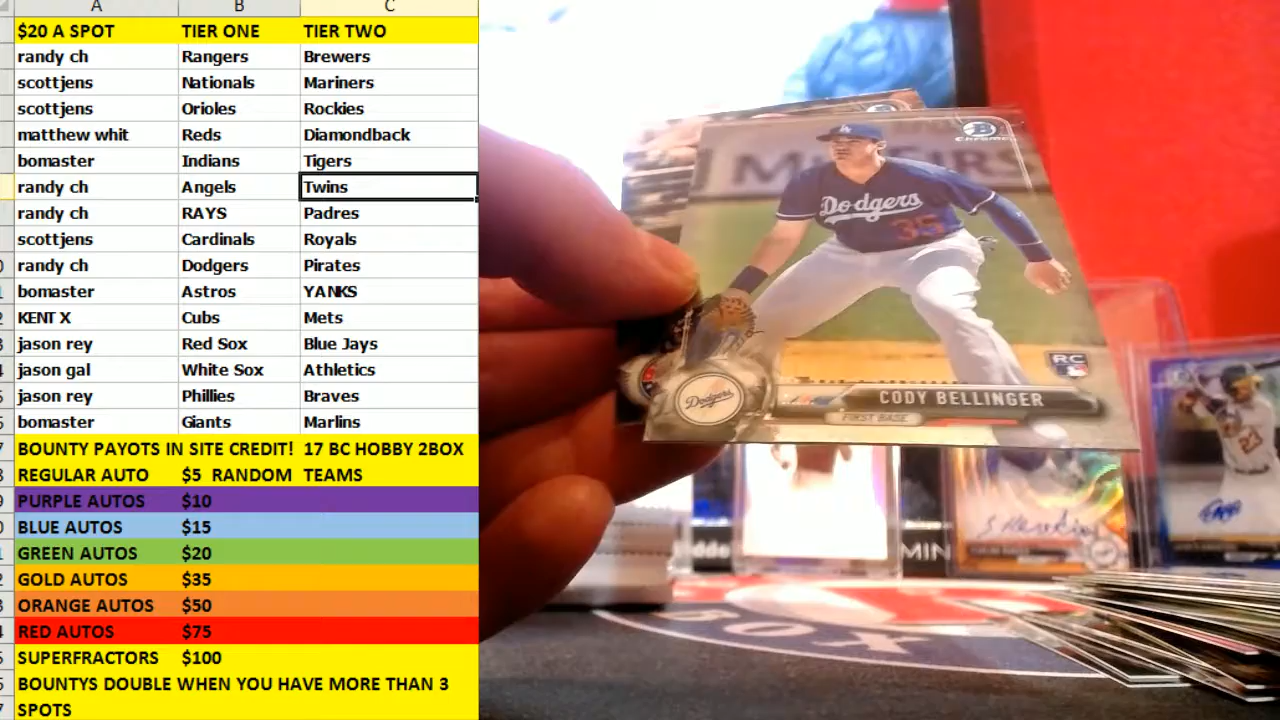 A B C
$20 A SPOT TIER ONE TIER TWO
randy ch Rangers Brewers
scottjens Nationals Mariners
scottjens Orioles Rockies
matthew whit Reds Diamondback
bomaster Indians Tigers
randy ch Angels Twins
randy ch RAYS Padres
scottjens Cardinals Royals
randy ch Dodgers Pirates
bomaster Astros YANKS
KENT X Cubs Mets
jason rey Red Sox Blue Jays
jason gal White Sox Athletics
jason rey Phillies Braves
bomaster Giants Marlins
BOUNTY PAYOTS IN SITE CREDIT! 17 BC HOBBY 2BOX
REGULAR AUTO $5 RANDOM TEAMS
PURPLE AUTOS $10
BLUE AUTOS $15
GREEN AUTOS $20
GOLD AUTOS $35
ORANGE AUTOS $50
RED AUTOS $75
SUPERFRACTORS $100
BOUNTYS DOUBLE WHEN YOU HAVE MORE THAN 3
SPOTS
B
CHROME
LA
Dodgers
35
RC
Dodgers
CODY BELLINGER
FIRST BASE
23
MIN
BOX